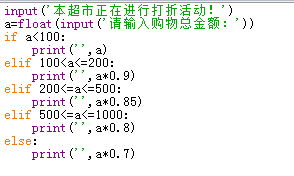 input('本超市正在进行打折活动！')
a=float(input('请输入购物总金额：'))
if a<100:
    print('',a)
elif 100<a<=200:
    print('',a*0.9)
elif 200<=a<=500:
    print('',a*0.85)
elif 500<=a<=1000:
    print('',a*0.8)
else:
    print('',a*0.7)